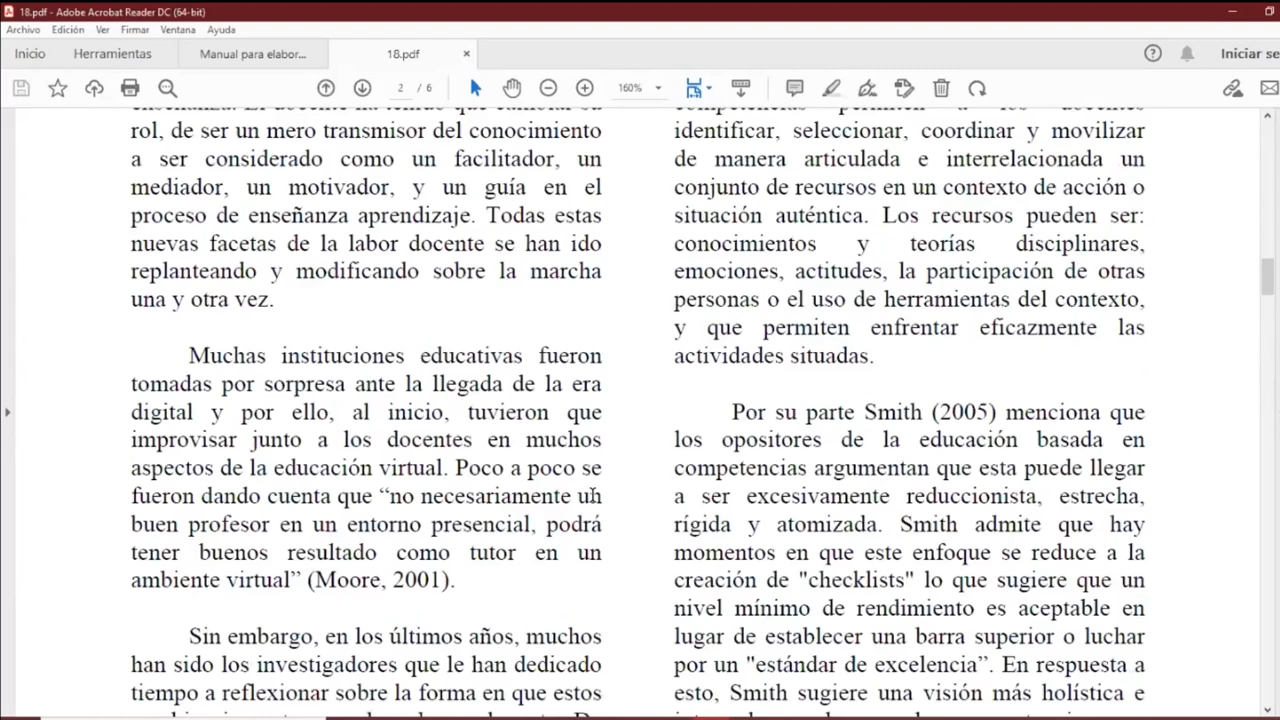 18.pdf - Adobe Acrobat Reader DC (64-bit)
Archivo Edición Ver Firmar Ventana Ayuda
Inicio Herramientas Manual para elabor... 18.pdf × Iniciar se
2 / 6 160%
rol, de ser un mero transmisor del conocimiento
a ser considerado como un facilitador, un
mediador, un motivador, y un guía en el
proceso de enseñanza aprendizaje. Todas estas
nuevas facetas de la labor docente se han ido
replanteando y modificando sobre la marcha
una y otra vez.
Muchas instituciones educativas fueron
tomadas por sorpresa ante la llegada de la era
digital y por ello, al inicio, tuvieron que
improvisar junto a los docentes en muchos
aspectos de la educación virtual. Poco a poco se
fueron dando cuenta que “no necesariamente un
buen profesor en un entorno presencial, podrá
tener buenos resultado como tutor en un
ambiente virtual” (Moore, 2001).
Sin embargo, en los últimos años, muchos
han sido los investigadores que le han dedicado
tiempo a reflexionar sobre la forma en que estos
competencias permiten a los docentes
identificar, seleccionar, coordinar y movilizar
de manera articulada e interrelacionada un
conjunto de recursos en un contexto de acción o
situación auténtica. Los recursos pueden ser:
conocimientos y teorías disciplinares,
emociones, actitudes, la participación de otras
personas o el uso de herramientas del contexto,
y que permiten enfrentar eficazmente las
actividades situadas.
Por su parte Smith (2005) menciona que
los opositores de la educación basada en
competencias argumentan que esta puede llegar
a ser excesivamente reduccionista, estrecha,
rígida y atomizada. Smith admite que hay
momentos en que este enfoque se reduce a la
creación de "checklists" lo que sugiere que un
nivel mínimo de rendimiento es aceptable en
lugar de establecer una barra superior o luchar
por un "estándar de excelencia”. En respuesta a
esto, Smith sugiere una visión más holística e